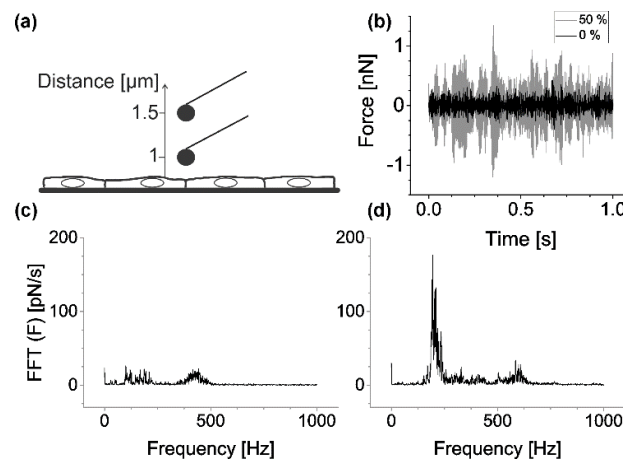 (a)
Distance [µm]
1.5
1
(b)
50 %
0 %
Force [nN]
1
0
-1
0.0
0.5
1.0
Time [s]
(c)
FFT (F) [pN/s]
200
100
0
0
500
1000
Frequency [Hz]
(d)
200
100
0
0
500
1000
Frequency [Hz]